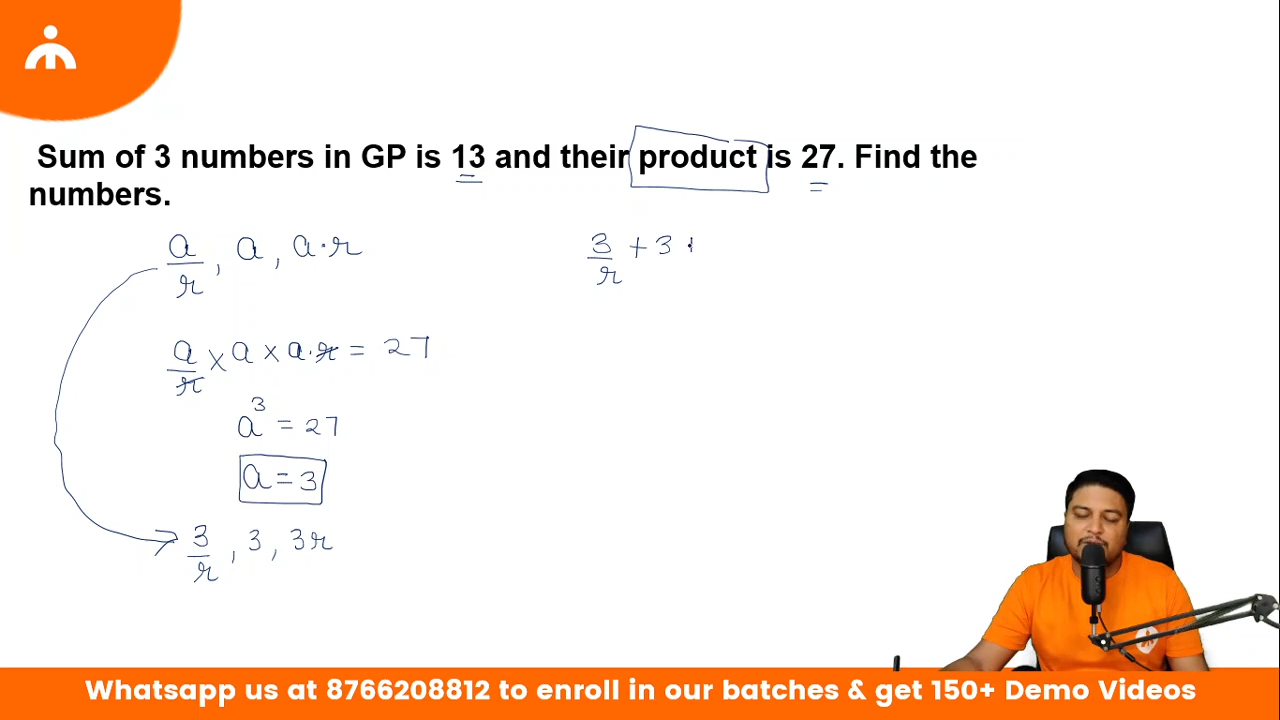 Sum of 3 numbers in GP is 13 and their product is 27. Find the
numbers.
a/r, a, a·r
a/r × a × a·r = 27
a³ = 27
a = 3
3/r, 3, 3r
3/r + 3 +
Whatsapp us at 8766208812 to enroll in our batches & get 150+ Demo Videos